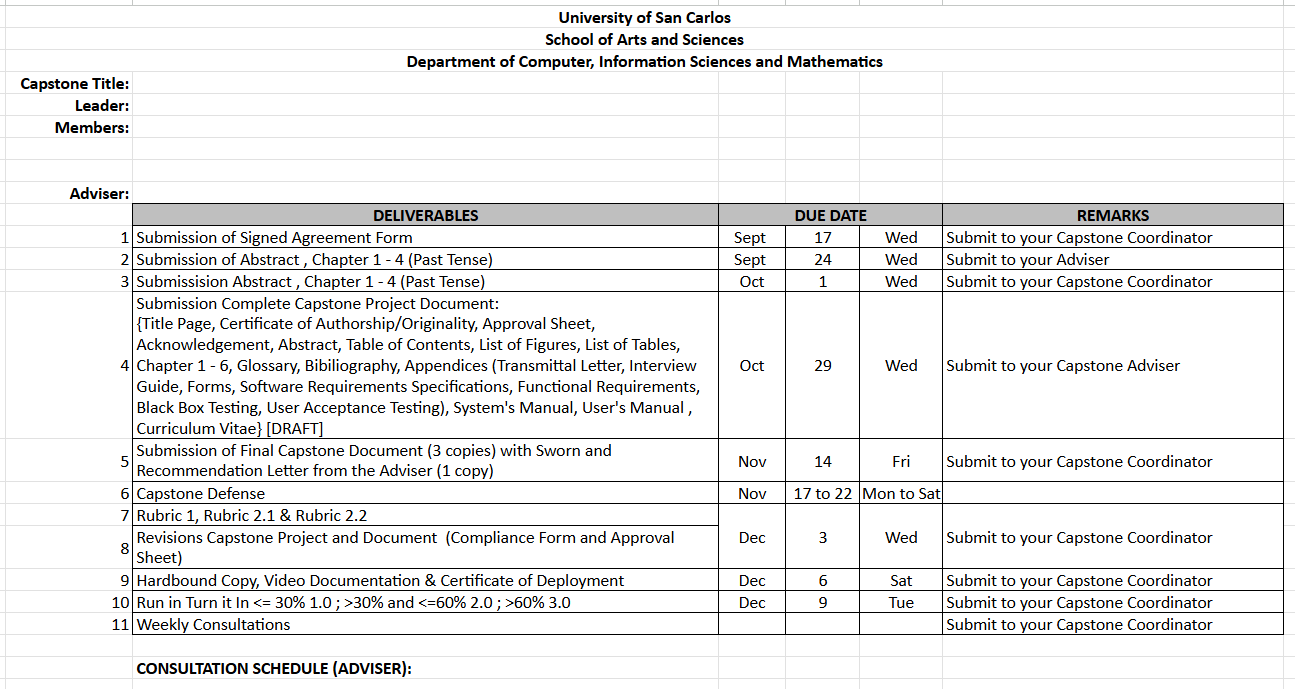 University of San Carlos
School of Arts and Sciences
Department of Computer, Information Sciences and Mathematics
Capstone Title:
Leader:
Members:
Adviser:
DELIVERABLES DUE DATE REMARKS
1 Submission of Signed Agreement Form Sept 17 Wed Submit to your Capstone Coordinator
2 Submission of Abstract , Chapter 1 - 4 (Past Tense) Sept 24 Wed Submit to your Adviser
3 Submissision Abstract , Chapter 1 - 4 (Past Tense) Oct 1 Wed Submit to your Capstone Coordinator
Submission Complete Capstone Project Document:
{Title Page, Certificate of Authorship/Originality, Approval Sheet,
Acknowledgement, Abstract, Table of Contents, List of Figures, List of Tables,
4 Chapter 1 - 6, Glossary, Bibiliography, Appendices (Transmittal Letter, Interview Oct 29 Wed Submit to your Capstone Adviser
Guide, Forms, Software Requirements Specifications, Functional Requirements,
Black Box Testing, User Acceptance Testing), System's Manual, User's Manual ,
Curriculum Vitae} [DRAFT]
5 Submission of Final Capstone Document (3 copies) with Sworn and
Recommendation Letter from the Adviser (1 copy) Nov 14 Fri Submit to your Capstone Coordinator
6 Capstone Defense Nov 17 to 22 Mon to Sat
7 Rubric 1, Rubric 2.1 & Rubric 2.2
8 Revisions Capstone Project and Document (Compliance Form and Approval Dec 3 Wed Submit to your Capstone Coordinator
Sheet)
9 Hardbound Copy, Video Documentation & Certificate of Deployment Dec 6 Sat Submit to your Capstone Coordinator
10 Run in Turn it In <= 30% 1.0 ; >30% and <=60% 2.0 ; >60% 3.0 Dec 9 Tue Submit to your Capstone Coordinator
11 Weekly Consultations Submit to your Capstone Coordinator
CONSULTATION SCHEDULE (ADVISER):